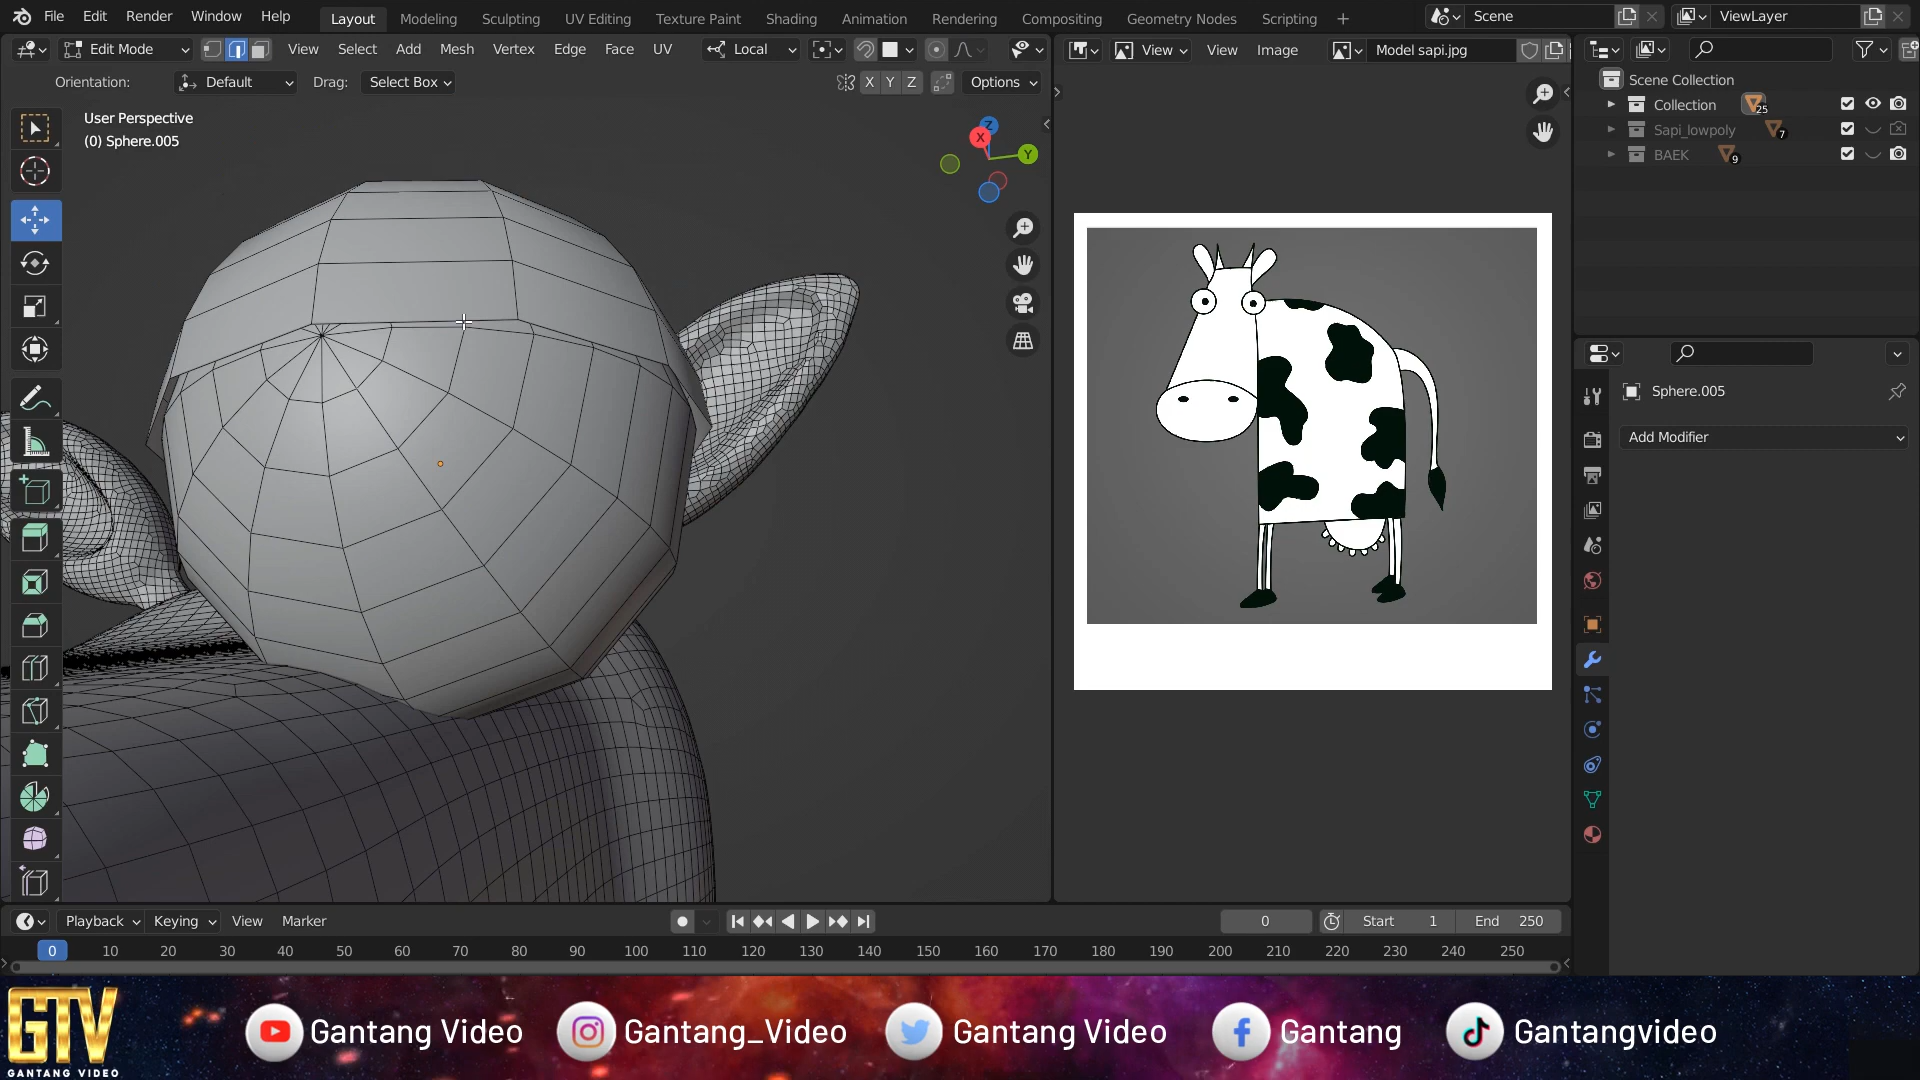 File Edit Render Window Help Layout Modeling Sculpting UV Editing Texture Paint Shading Animation Rendering Compositing Geometry Nodes Scripting + Scene ViewLayer
Edit Mode View Select Add Mesh Vertex Edge Face UV Local View View Image Model sapi.jpg
Orientation: Default Drag: Select Box X Y Z Options
Scene Collection
Collection 25
Sapi_lowpoly 7
BAEK 9
User Perspective
(0) Sphere.005
Z
X
Y
Sphere.005
Add Modifier
Playback Keying View Marker 0 Start 1 End 250
0 10 20 30 40 50 60 70 80 90 100 110 120 130 140 150 160 170 180 190 200 210 220 230 240 250
GTV
GANTANG VIDEO
Gantang Video Gantang_Video Gantang Video Gantang Gantangvideo